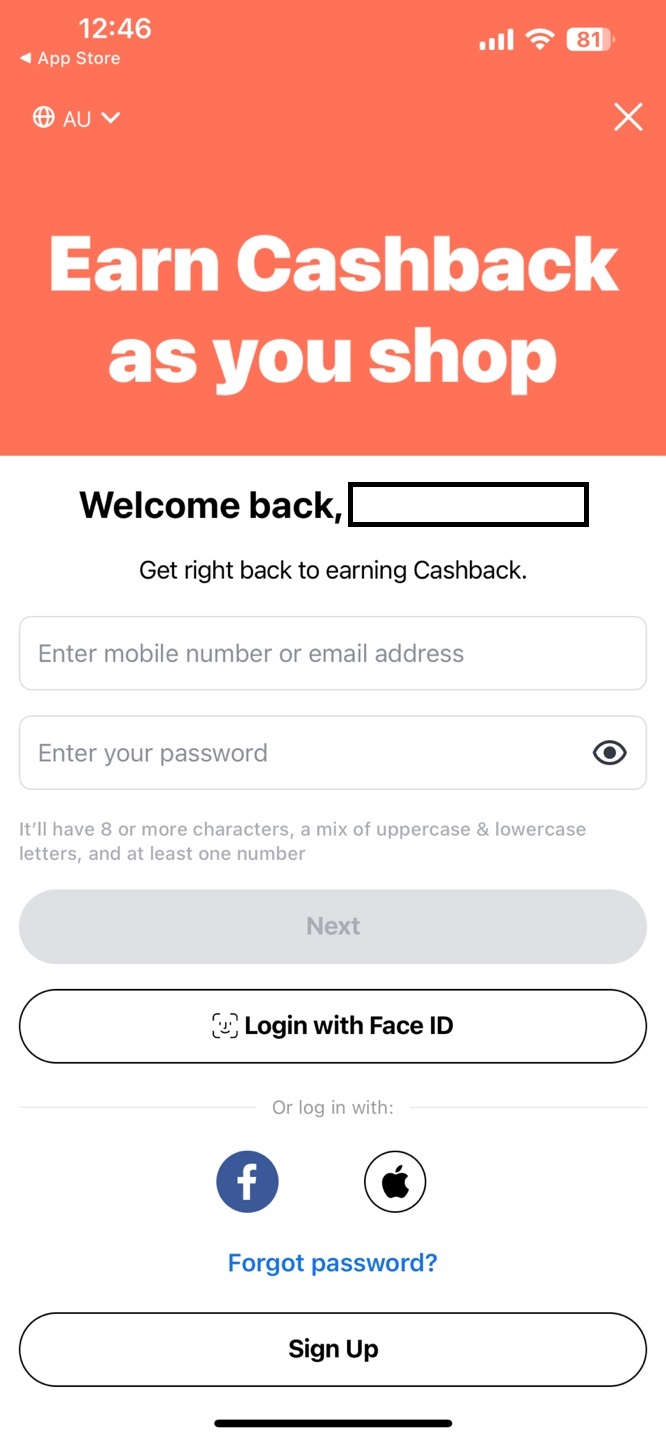 12:46
81
◀ App Store
AU
Earn Cashback
as you shop
Welcome back,
Get right back to earning Cashback.
Enter mobile number or email address
Enter your password
It’ll have 8 or more characters, a mix of uppercase & lowercase
letters, and at least one number
Next
Login with Face ID
Or log in with:
Forgot password?
Sign Up